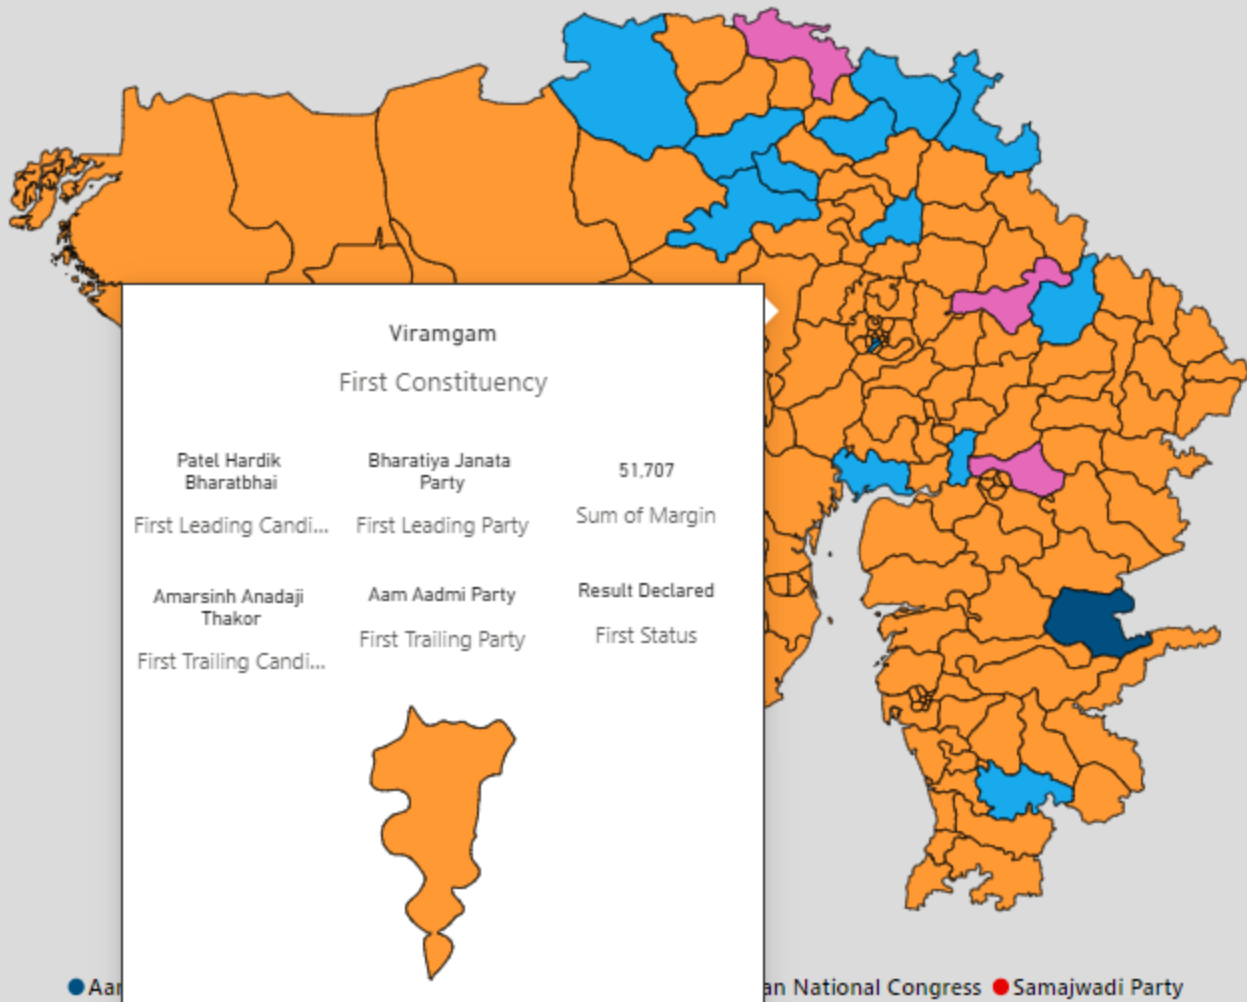 Viramgam
First Constituency
Patel Hardik
Bharatbhai
First Leading Candi...
Bharatiya Janata
Party
First Leading Party
51,707
Sum of Margin
Amarsinh Anadaji
Thakor
First Trailing Candi...
Aam Aadmi Party
First Trailing Party
Result Declared
First Status
Aar
an National Congress
Samajwadi Party